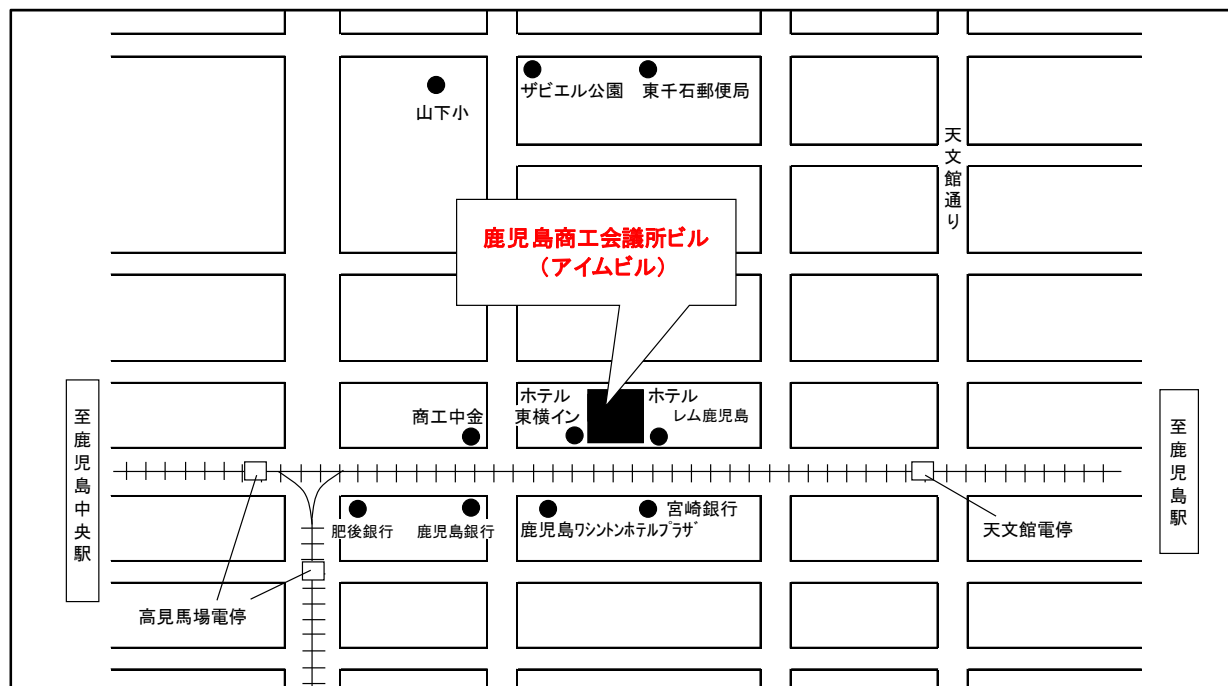 ザビエル公園
東千石郵便局
山下小
天文館通り
鹿児島商工会議所ビル
（アイムビル）
至鹿児島中央駅
商工中金
ホテル
東横イン
ホテル
レム鹿児島
至鹿児島駅
肥後銀行
鹿児島銀行
鹿児島ﾜｼﾝﾄﾝﾎﾃﾙﾌﾟﾗｻﾞ
宮崎銀行
天文館電停
高見馬場電停